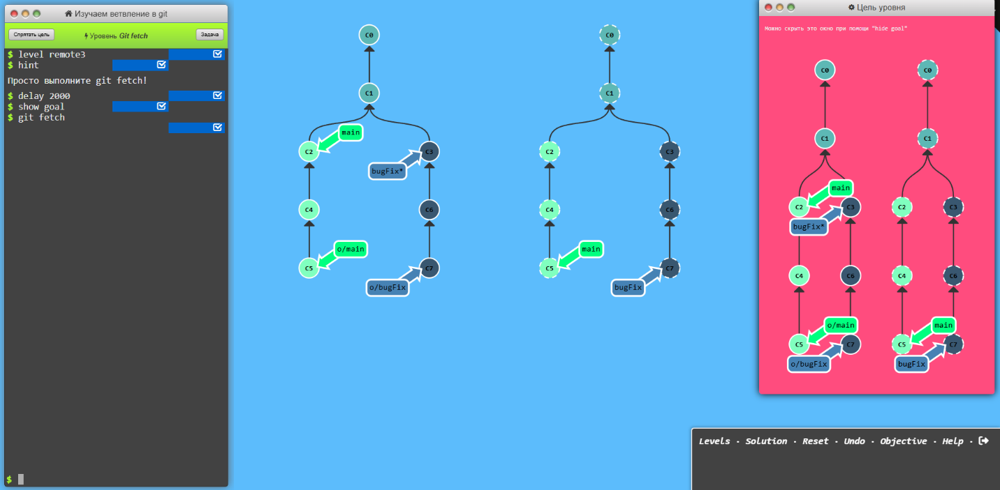 Изучаем ветвление в git
Спрятать цель
Уровень Git fetch
Задача
$ level remote3
$ hint
Просто выполните git fetch!
$ delay 2000
$ show goal
$ git fetch
$
C0
C1
main
C2
C3
bugFix*
C4
C6
o/main
C5
C7
o/bugFix
C0
C1
C2
C3
C4
C6
main
C5
C7
bugFix
Цель уровня
Можно скрыть это окно при помощи "hide goal"
C0
C1
main
C2
C3
bugFix*
C4
C6
o/main
C5
C7
o/bugFix
C0
C1
C2
C3
C4
C6
main
C5
C7
bugFix
Levels · Solution · Reset · Undo · Objective · Help ·